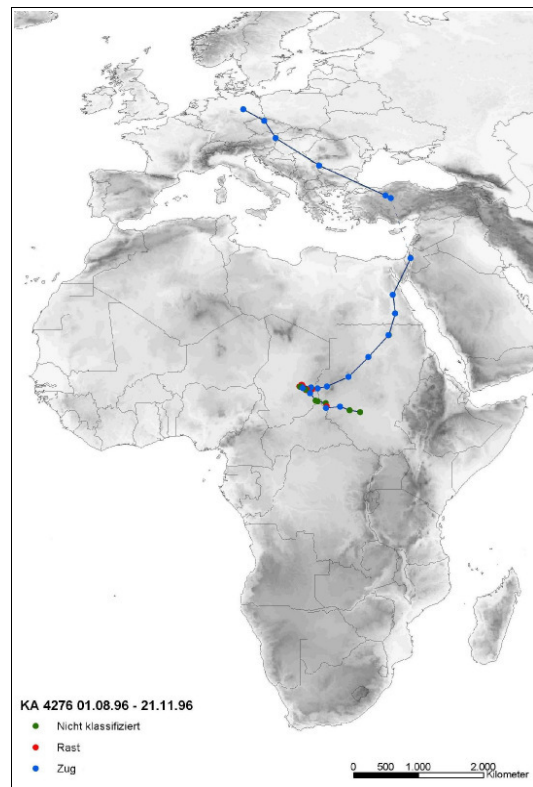 KA 4276 01.08.96 - 21.11.96
Nicht klassifiziert
Rast
Zug
0 500 1.000 2.000
Kilometer